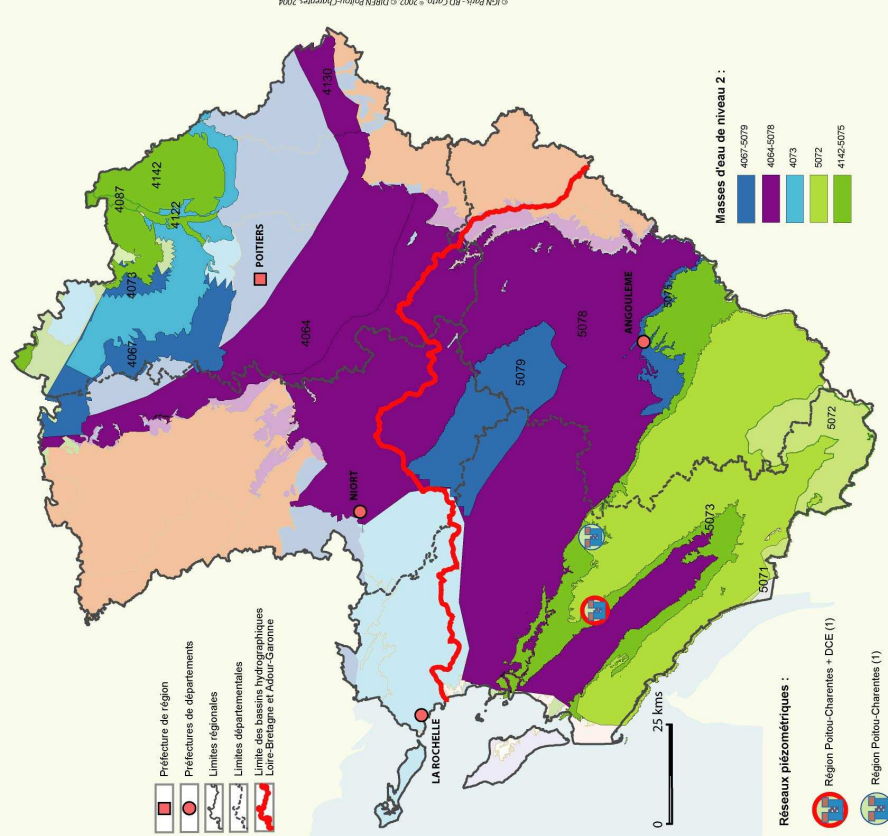 © IGN Paris - BD Carto ® 2002, © DIREN Poitou-Charentes 2004
Préfecture de région
Préfectures de départements
Limites régionales
Limites départementales
Limite des bassins hydrographiques
Loire-Bretagne et Adour-Garonne
4130
4142
4087
4122
4073
4067
POITIERS
4064
NIORT
LA ROCHELLE
5079
5078
ANGOULEME
5075
5072
5073
5071
25 kms
0
Masses d'eau de niveau 2 :
4067-5079
4064-5078
4073
5072
4142-5075
Réseaux piézométriques :
Région Poitou-Charentes + DCE (1)
Région Poitou-Charentes (1)